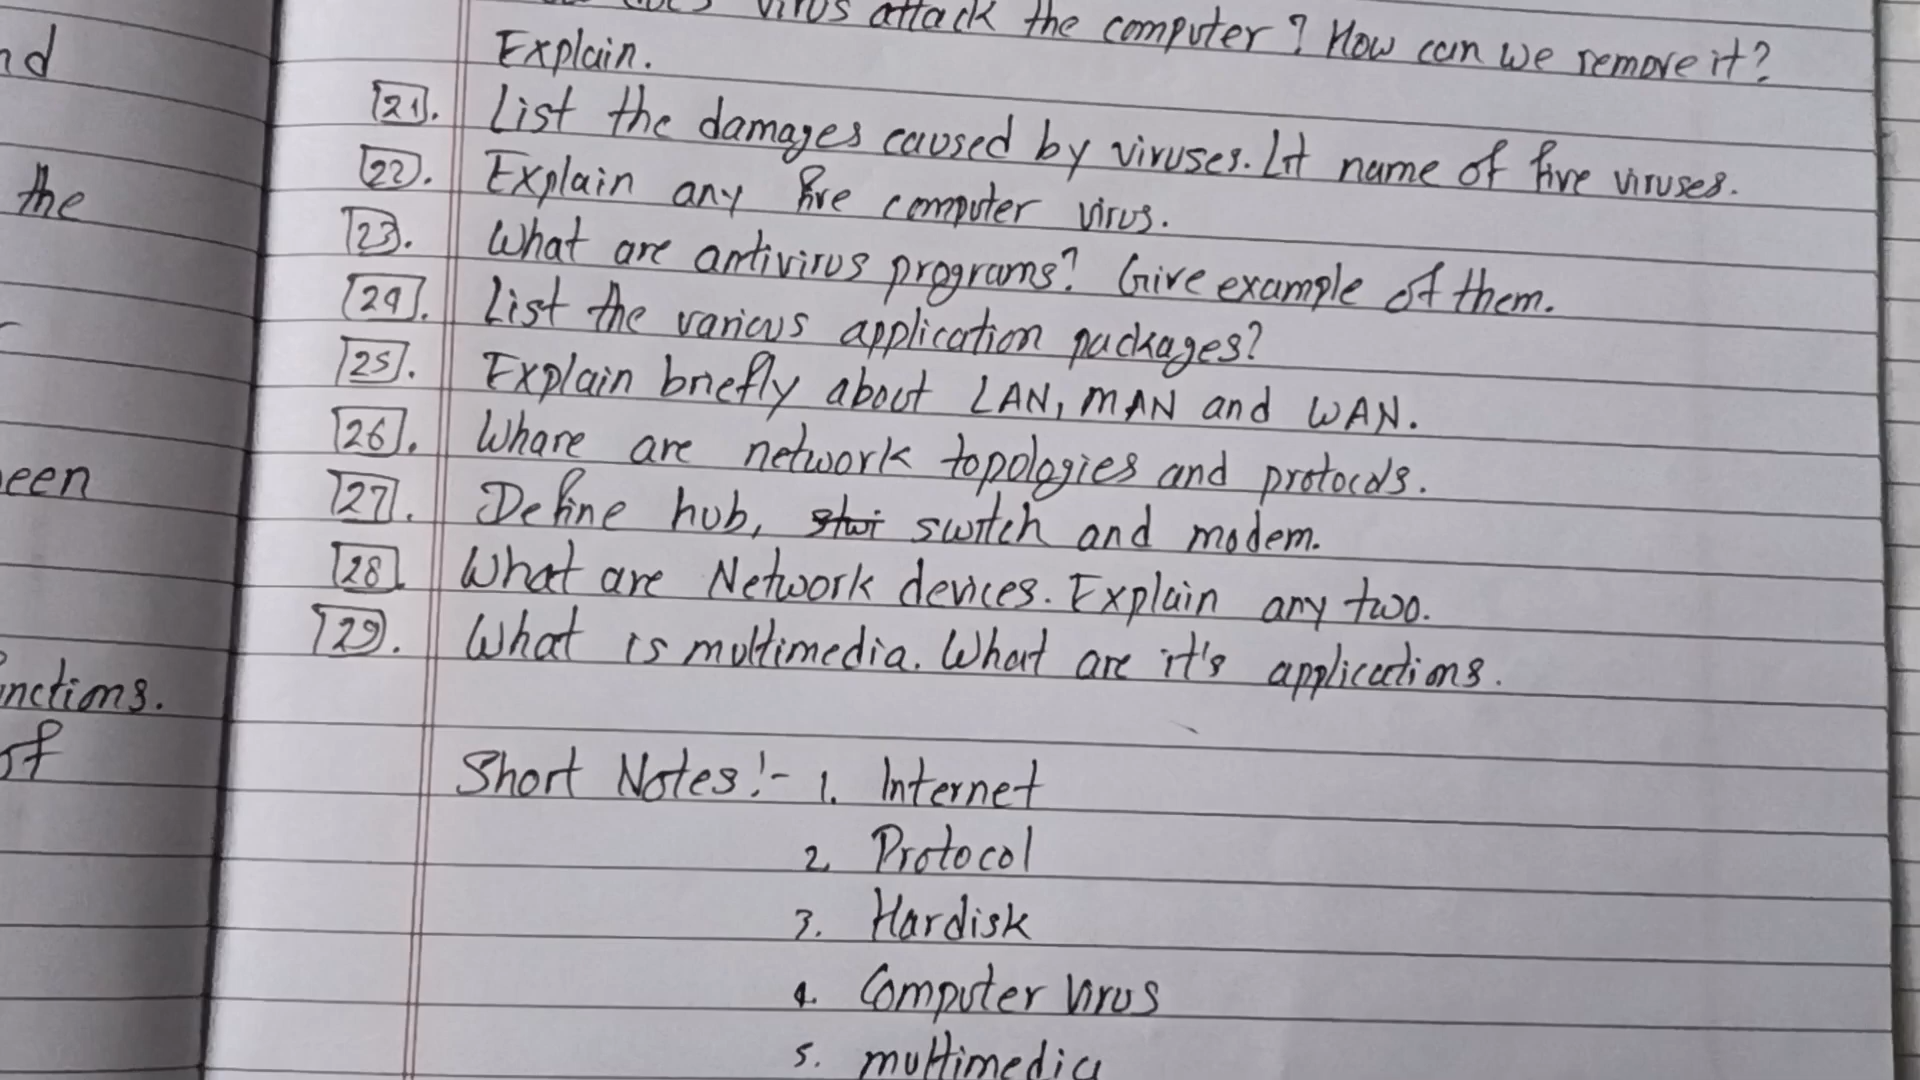 nd
the
een
nctions.
of
virus attack the computer? How can we remove it?
Explain.
21. List the damages caused by viruses. List name of five viruses.
22. Explain any five computer virus.
23. What are antivirus programs? Give example of them.
24. List the various application packages?
25. Explain briefly about LAN, MAN and WAN.
26. Whare are network topologies and protocols.
27. Define hub, switch and modem.
28. What are Network devices. Explain any two.
29. What is multimedia. What are it's applications.
Short Notes:- 1. Internet
2. Protocol
3. Hardisk
4. Computer Virus
5. multimedia